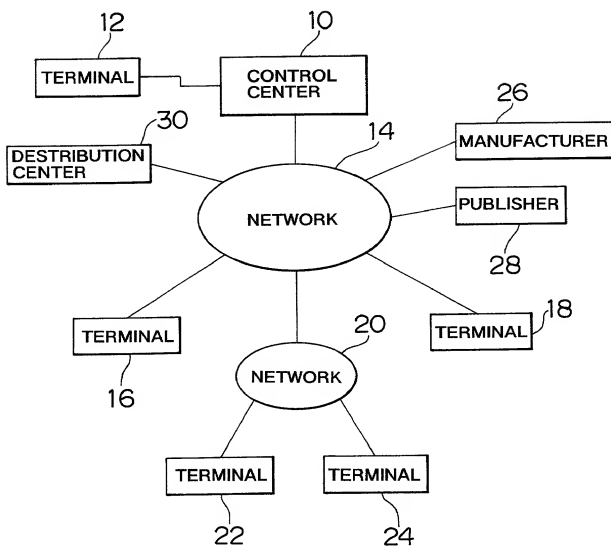 12
10
TERMINAL
CONTROL
CENTER
26
30
14
MANUFACTURER
DESTRIBUTION
CENTER
PUBLISHER
NETWORK
28
TERMINAL
16
20
NETWORK
TERMINAL
18
TERMINAL
22
TERMINAL
24